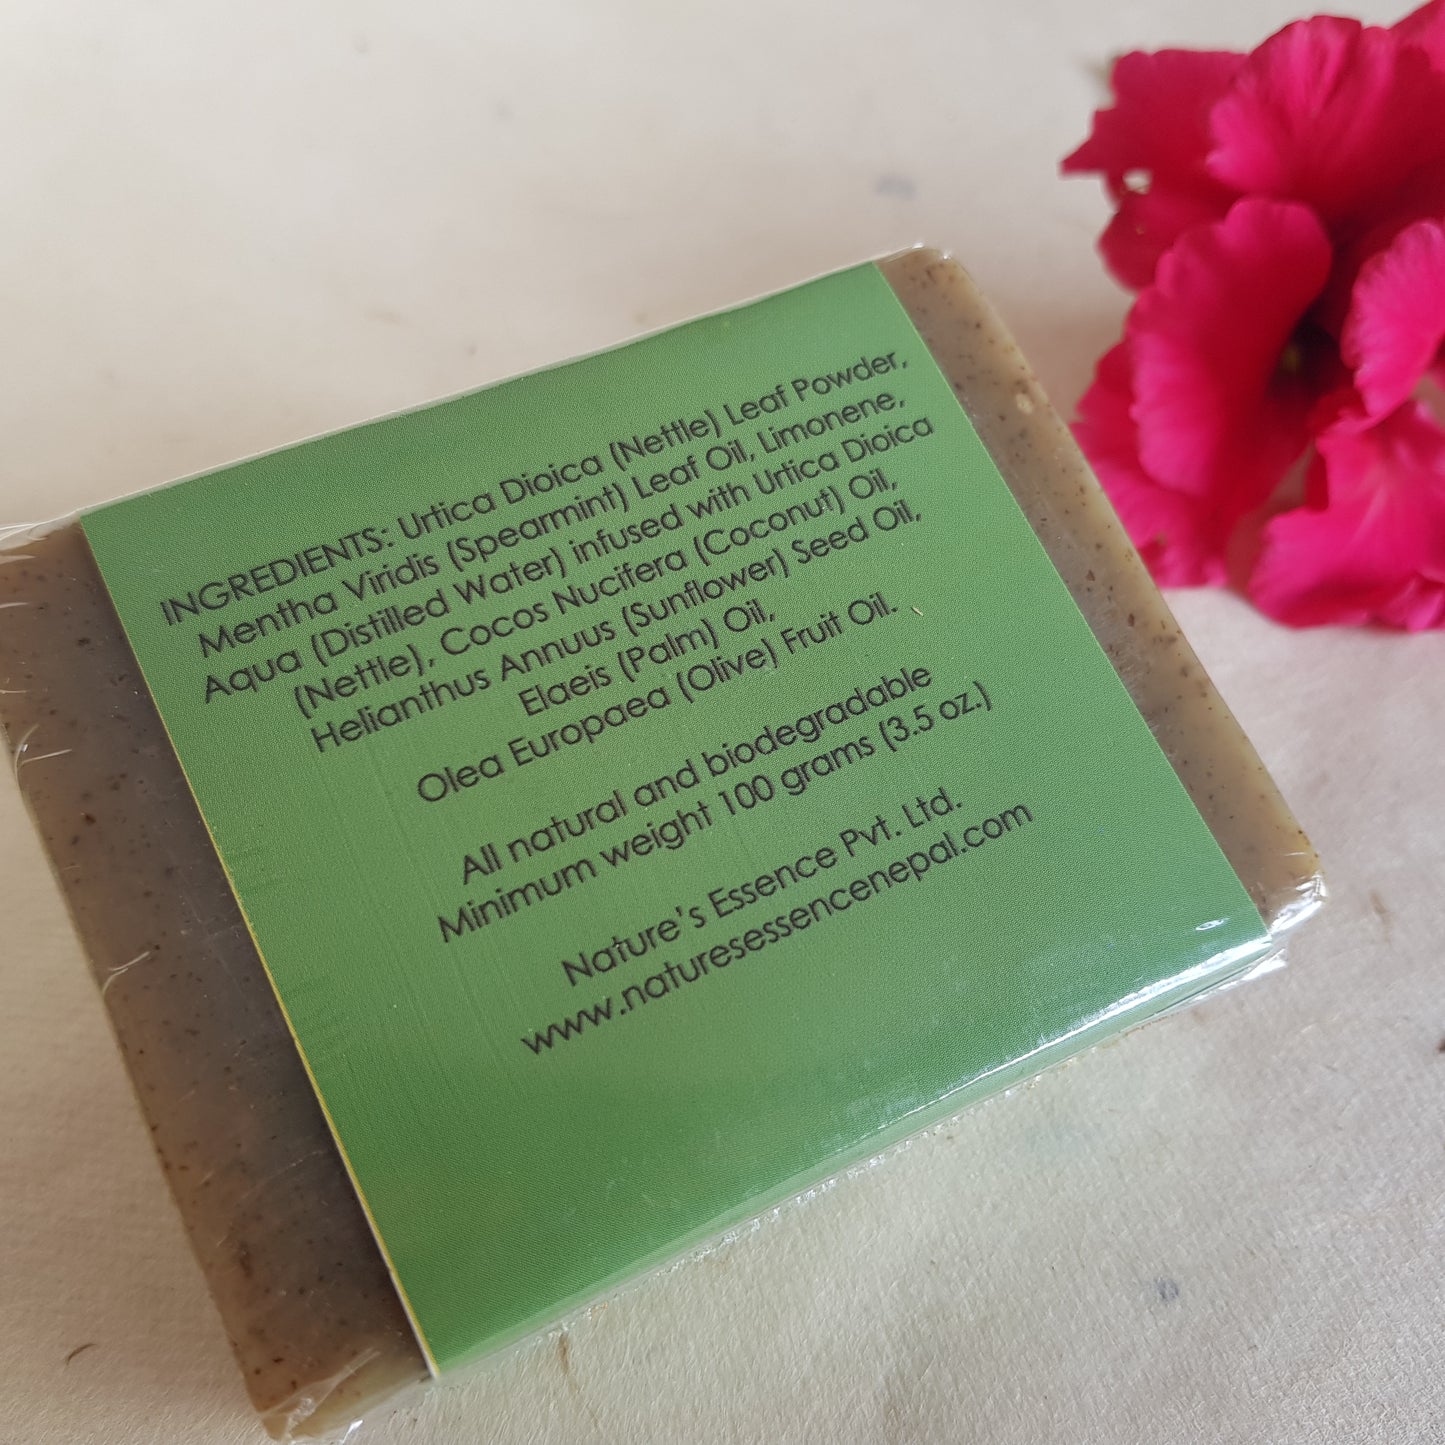 INGREDIENTS: Urtica Dioica (Nettle) Leaf Powder,
Mentha Viridis (Spearmint) Leaf Oil, Limonene,
Aqua (Distilled Water) infused with Urtica Dioica
(Nettle), Cocos Nucifera (Coconut) Oil,
Helianthus Annuus (Sunflower) Seed Oil,
Elaeis (Palm) Oil,
Olea Europaea (Olive) Fruit Oil.
All natural and biodegradable
Minimum weight 100 grams (3.5 oz.)
Nature's Essence Pvt. Ltd.
www.naturesessencenepal.com